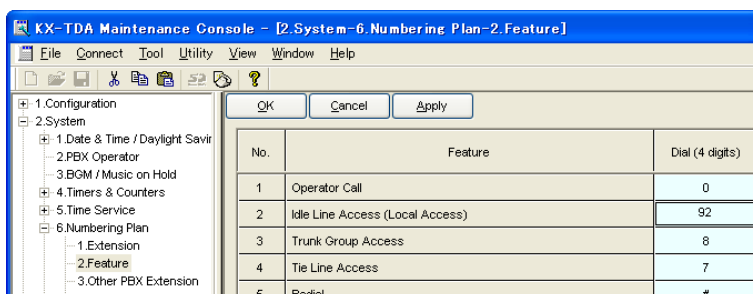 KX-TDA Maintenance Console - [2.System-6.Numbering Plan-2.Feature]
File Connect Tool Utility View Window Help
1.Configuration
2.System
1.Date & Time / Daylight Savir
2.PBX Operator
3.BGM / Music on Hold
4.Timers & Counters
5.Time Service
6.Numbering Plan
1.Extension
2.Feature
3.Other PBX Extension
OK Cancel Apply
No. Feature Dial (4 digits)
1 Operator Call 0
2 Idle Line Access (Local Access) 92
3 Trunk Group Access 8
4 Tie Line Access 7
5 Redial #